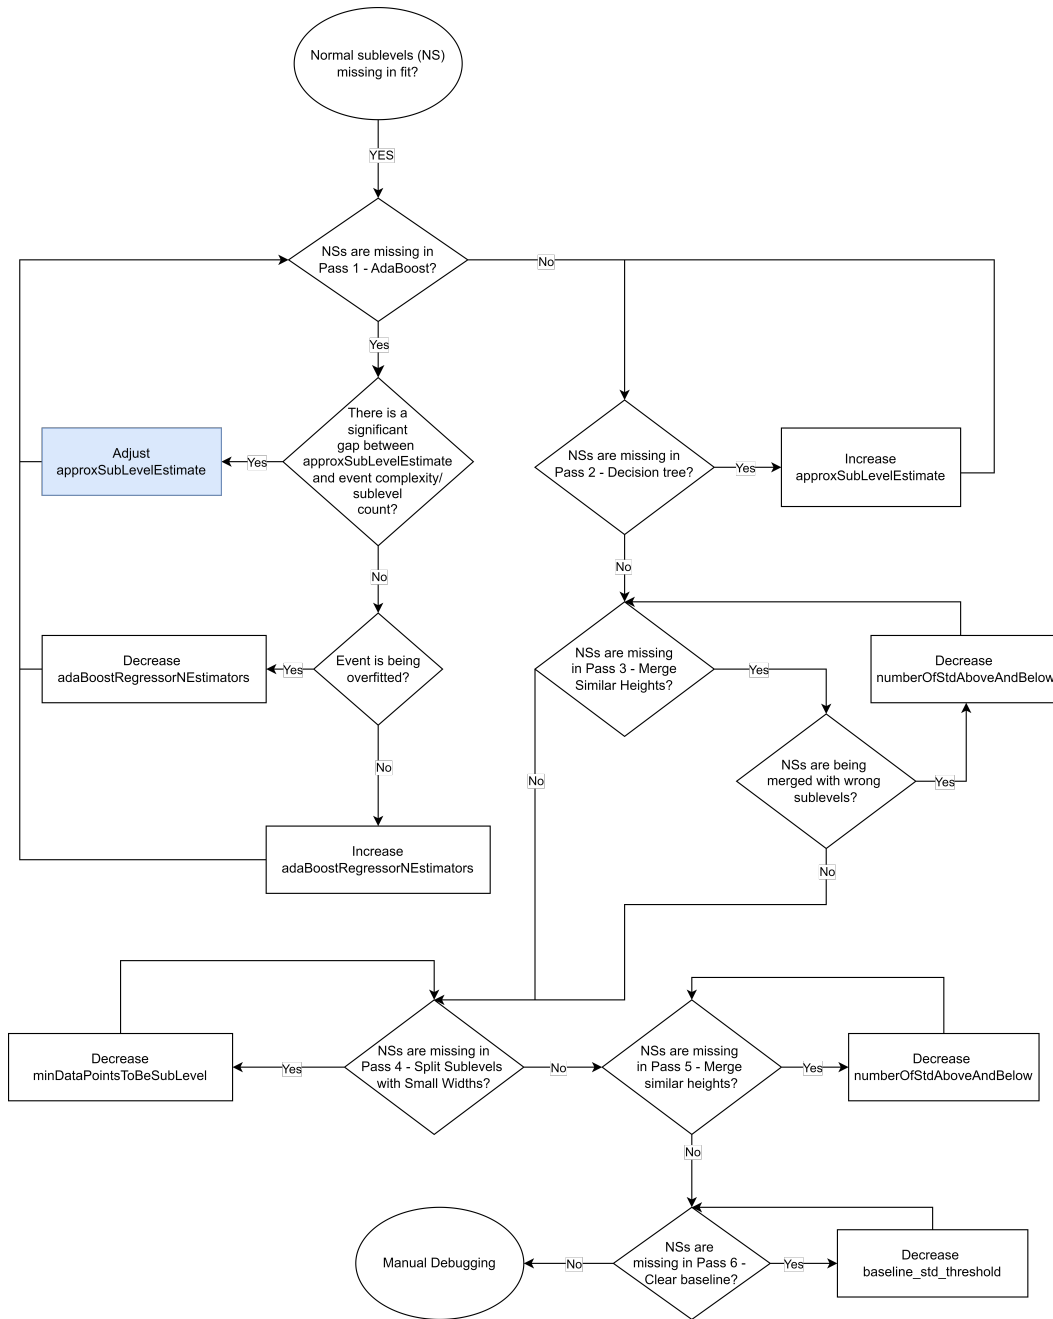 Normal sublevels (NS)
missing in fit?
YES
NSs are missing in
Pass 1 - AdaBoost?
No
Yes
There is a
significant
gap between
approxSubLevelEstimate
and event complexity/
sublevel
count?
Yes
Adjust
approxSubLevelEstimate
NSs are missing in
Pass 2 - Decision tree?
Yes
Increase
approxSubLevelEstimate
No
No
Event is being
overfitted?
Yes
Decrease
adaBoostRegressorNEstimators
NSs are missing
in Pass 3 - Merge
Similar Heights?
Yes
Decrease
numberOfStdAboveAndBelow
No
No
NSs are being
merged with wrong
sublevels?
Yes
Increase
adaBoostRegressorNEstimators
No
Decrease
minDataPointsToBeSubLevel
Yes
NSs are missing in
Pass 4 - Split Sublevels
with Small Widths?
No
NSs are missing
in Pass 5 - Merge
similar heights?
Yes
Decrease
numberOfStdAboveAndBelow
No
Manual Debugging
No
NSs are
missing in Pass 6 -
Clear baseline?
Yes
Decrease
baseline_std_threshold